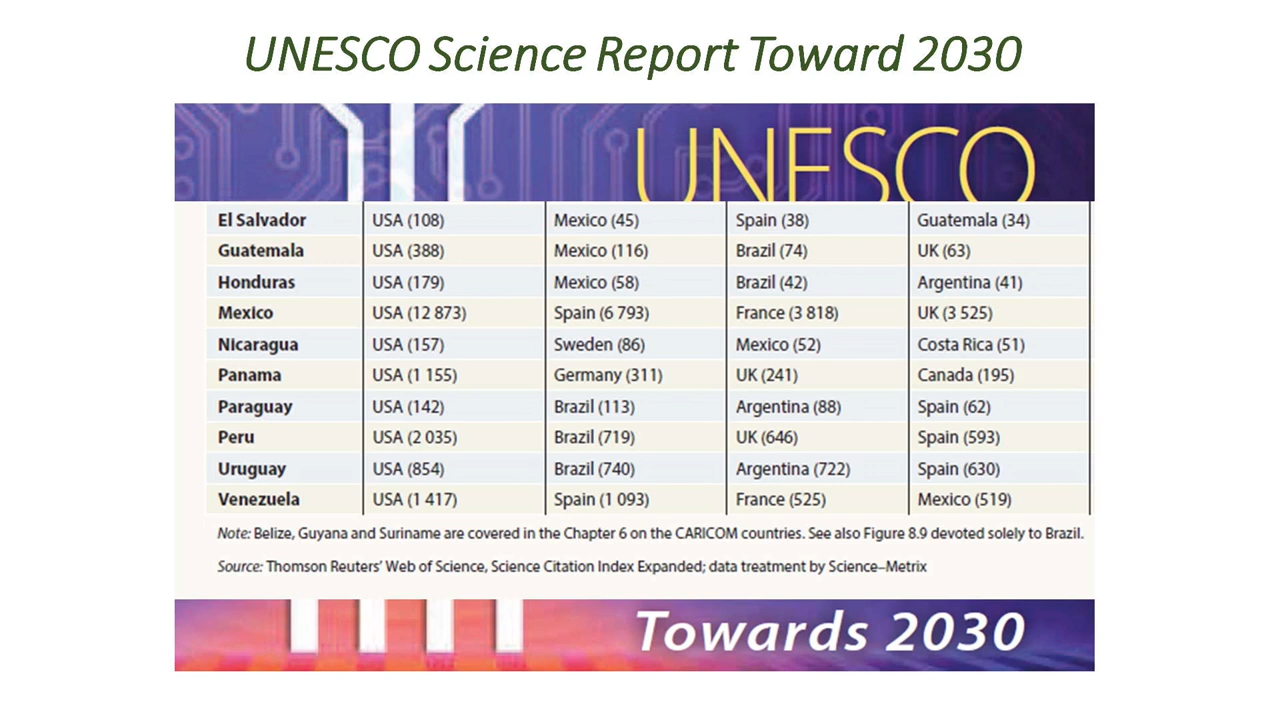 UNESCO Science Report Toward 2030
UNESCO
El Salvador USA (108) Mexico (45) Spain (38) Guatemala (34)
Guatemala USA (388) Mexico (116) Brazil (74) UK (63)
Honduras USA (179) Mexico (58) Brazil (42) Argentina (41)
Mexico USA (12 873) Spain (6 793) France (3 818) UK (3 525)
Nicaragua USA (157) Sweden (86) Mexico (52) Costa Rica (51)
Panama USA (1 155) Germany (311) UK (241) Canada (195)
Paraguay USA (142) Brazil (113) Argentina (88) Spain (62)
Peru USA (2 035) Brazil (719) UK (646) Spain (593)
Uruguay USA (854) Brazil (740) Argentina (722) Spain (630)
Venezuela USA (1 417) Spain (1 093) France (525) Mexico (519)
Note: Belize, Guyana and Suriname are covered in the Chapter 6 on the CARICOM countries. See also Figure 8.9 devoted solely to Brazil.
Source: Thomson Reuters' Web of Science, Science Citation Index Expanded; data treatment by Science–Metrix
Towards 2030